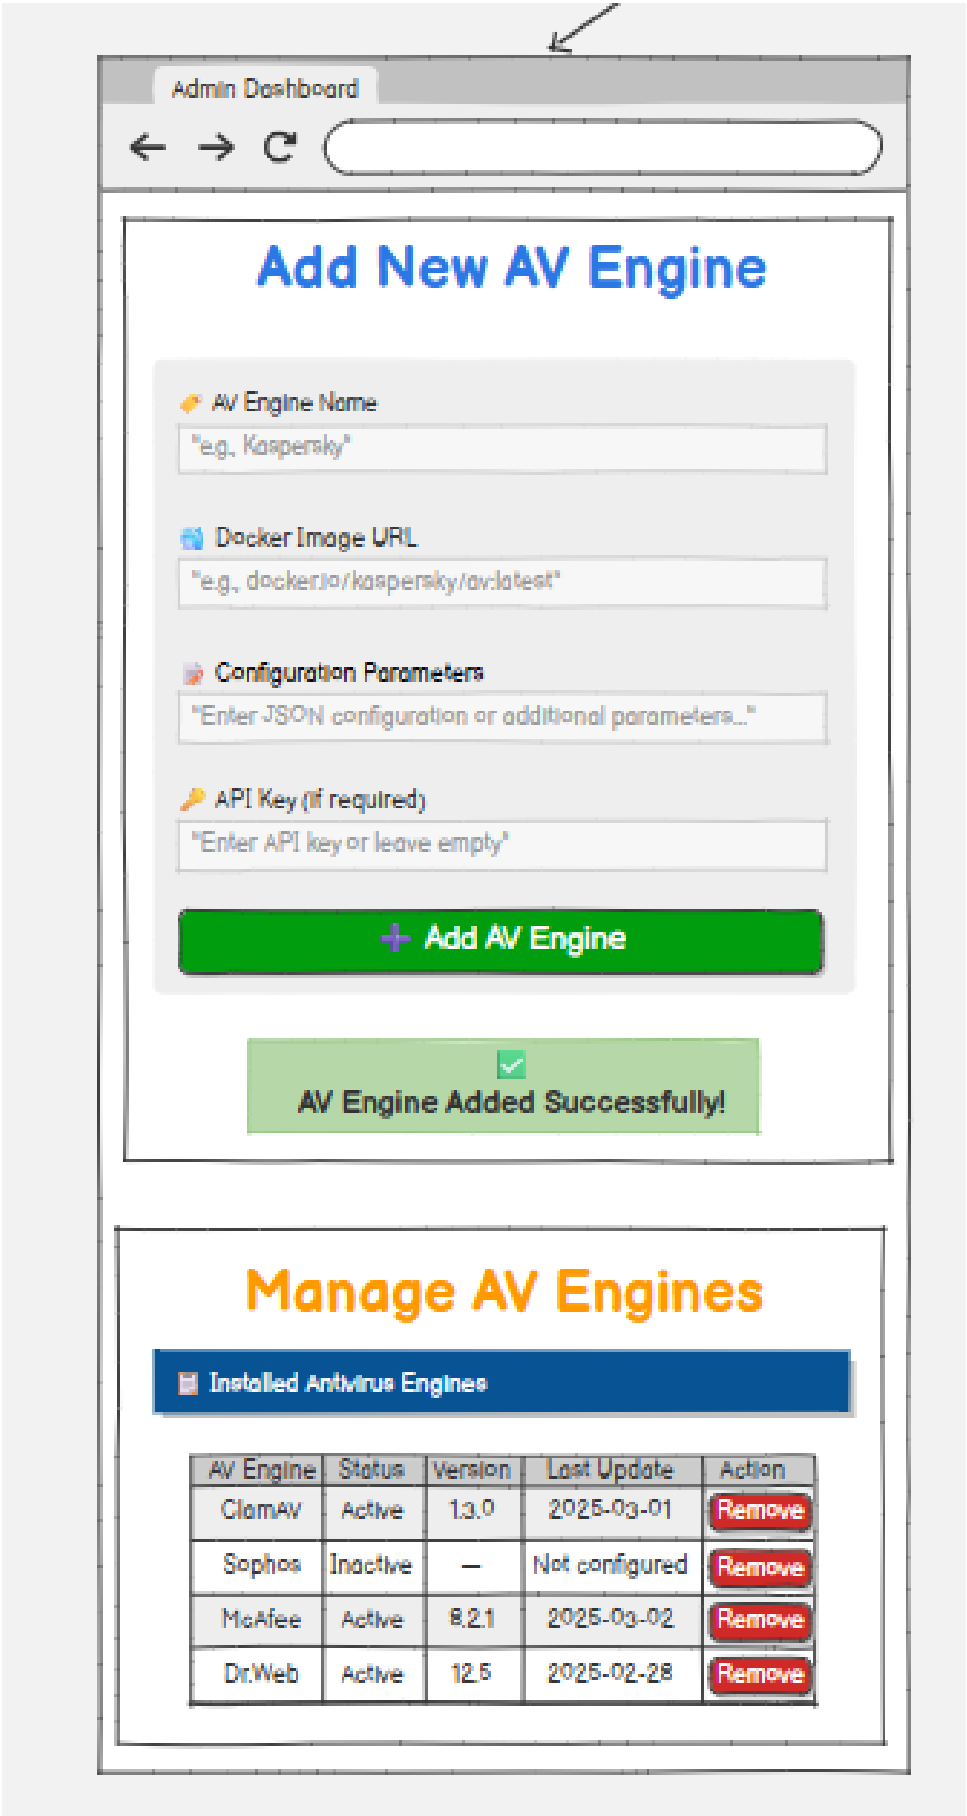 Admin Dashboard
Add New AV Engine
AV Engine Name
"e.g., Kaspersky"
Docker Image URL
"e.g., docker.io/kaspersky/av:latest"
Configuration Parameters
"Enter JSON configuration or additional parameters..."
API Key (if required)
"Enter API key or leave empty"
Add AV Engine
AV Engine Added Successfully!
Manage AV Engines
Installed Antivirus Engines
AV Engine Status Version Last Update Action
ClamAV Active 1.3.0 2025-03-01 Remove
Sophos Inactive — Not configured Remove
McAfee Active 8.2.1 2025-03-02 Remove
Dr.Web Active 12.5 2025-02-28 Remove